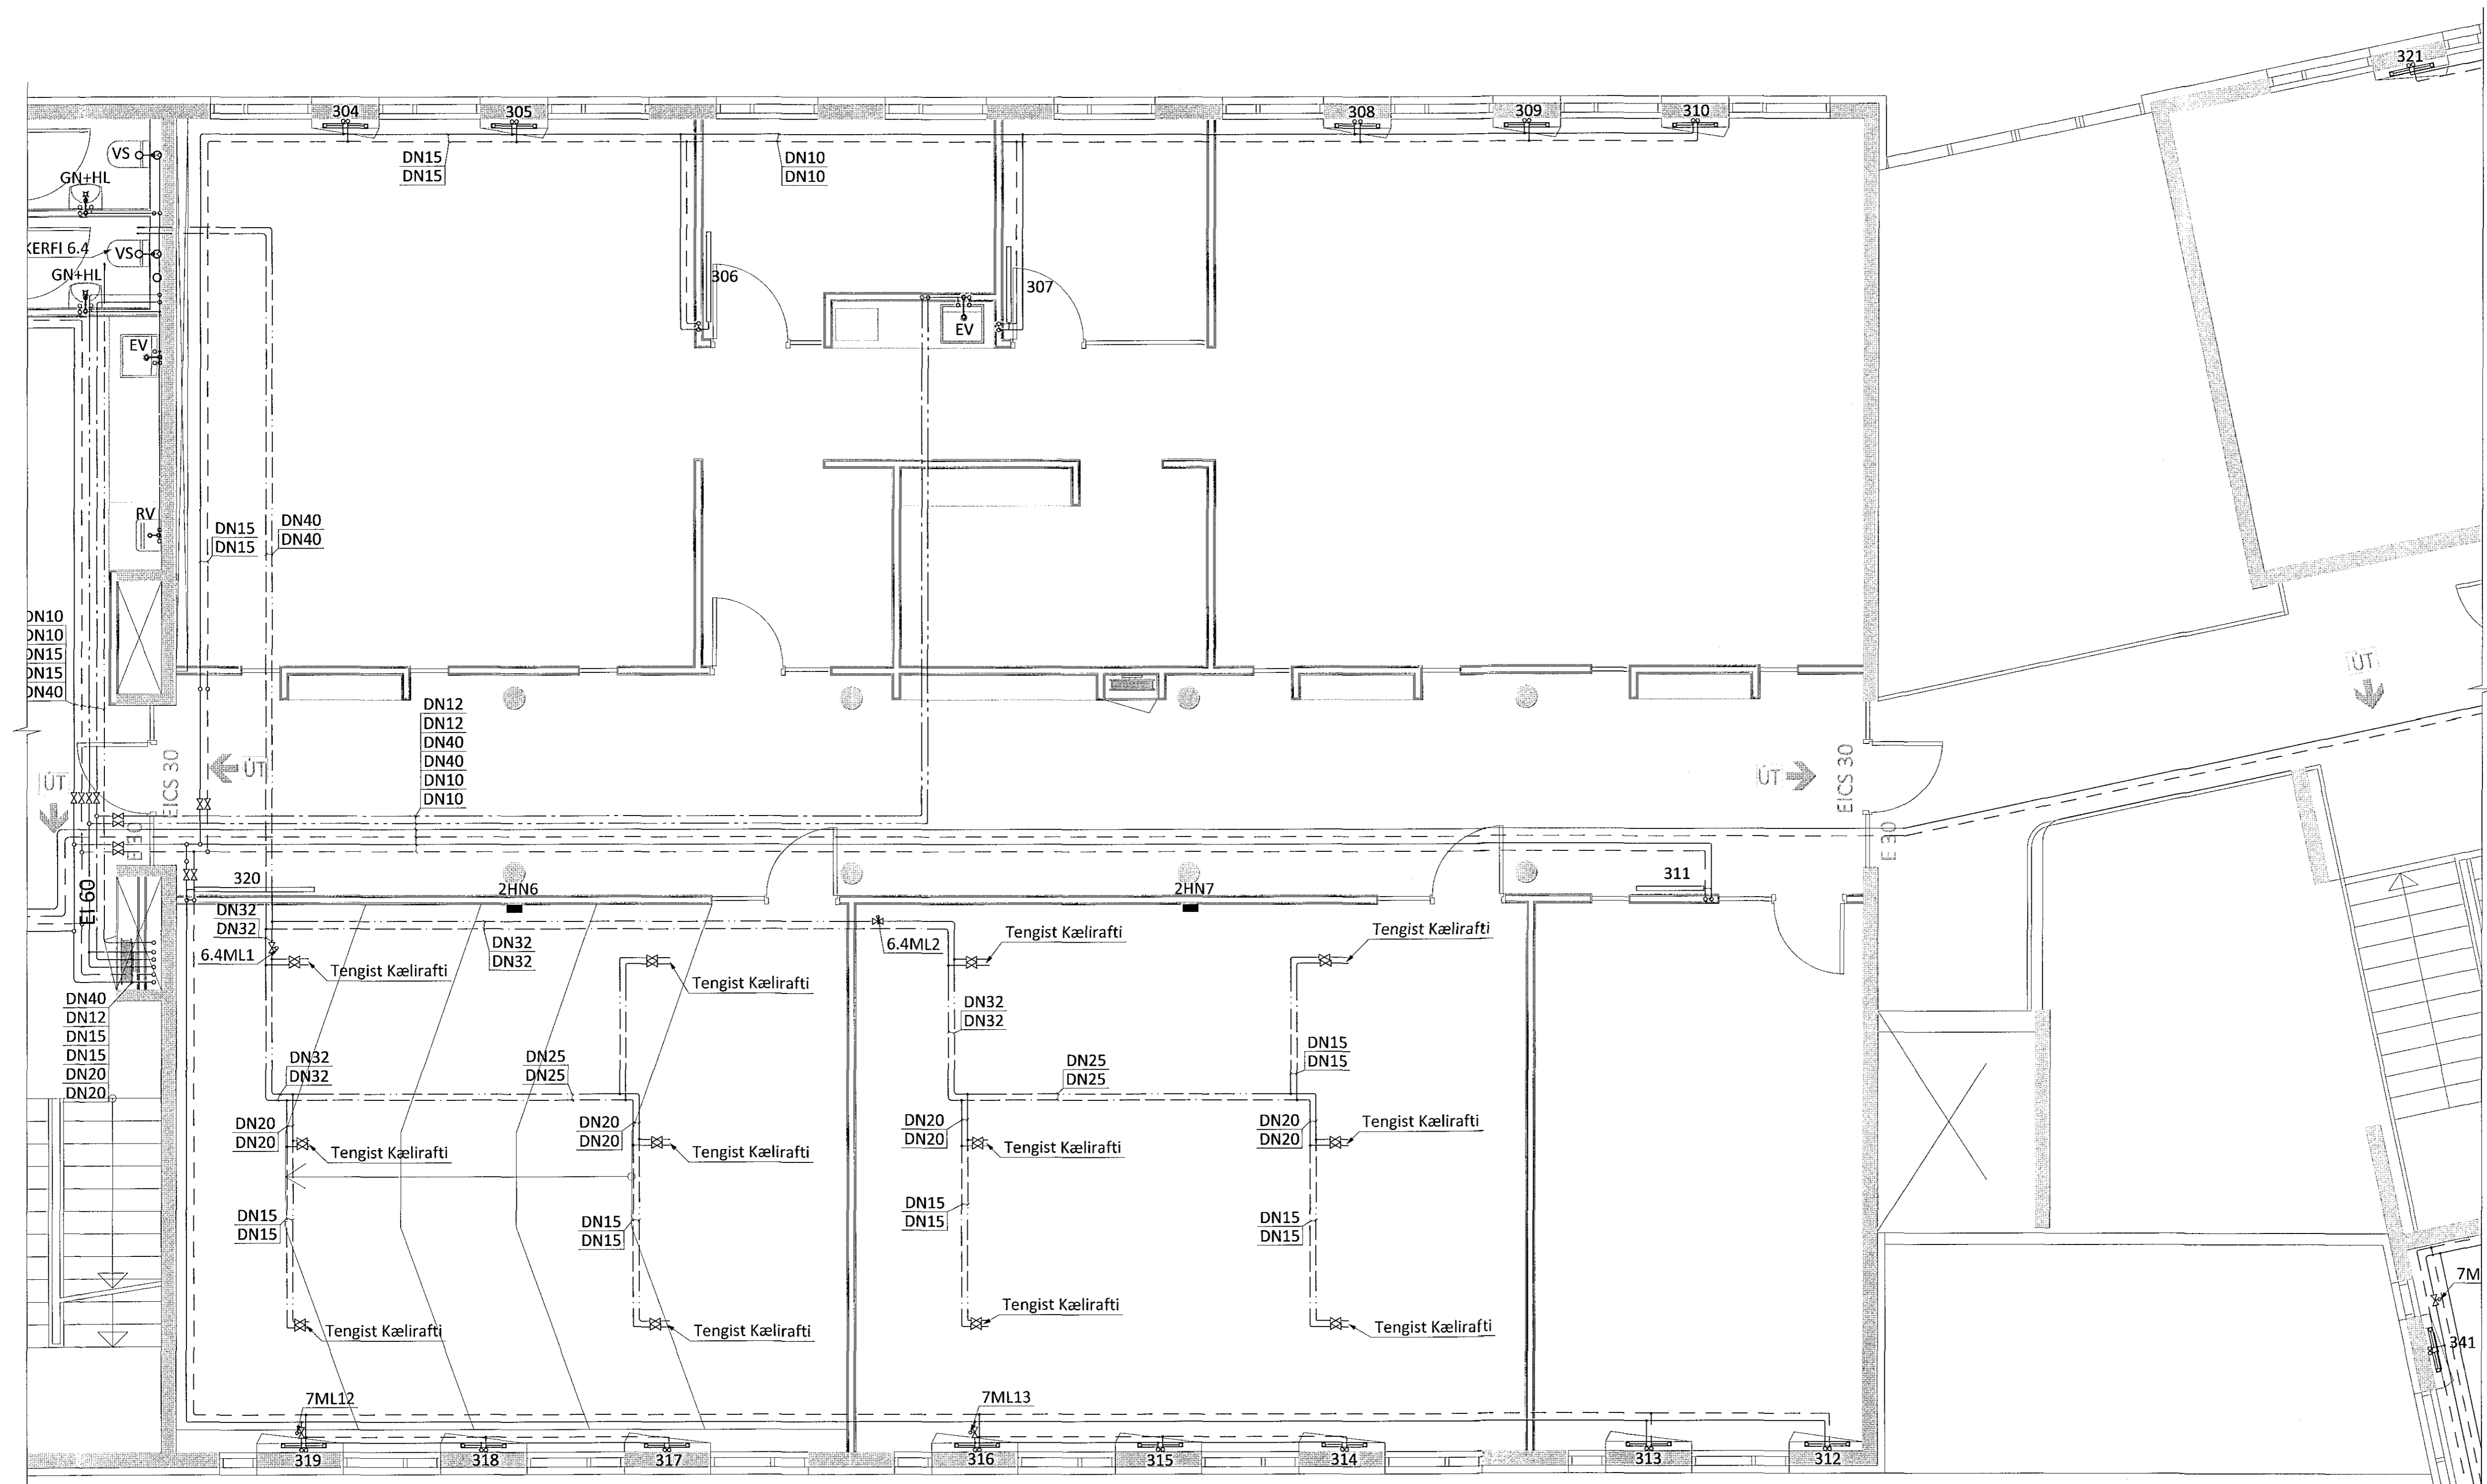 321
304
305
308
309
310
VS
GN+HL
DN15
DN15
DN10
DN10
KERFI 6.4
VS
GN+HL
306
307
EV
EV
RV
DN15
DN15
DN40
DN40
DN10
DN10
DN15
DN15
DN40
ÚT
DN12
DN12
DN40
DN40
DN10
DN10
ÚT
EICS 30
ÚT
ÚT
EICS 30
E 30
E 30
EI 60
320
2HN6
2HN7
311
DN32
DN32
6.4ML1
DN32
DN32
6.4ML2
Tengist Kælirafti
Tengist Kælirafti
Tengist Kælirafti
Tengist Kælirafti
DN40
DN12
DN15
DN15
DN20
DN20
DN32
DN32
DN32
DN32
DN25
DN25
DN25
DN25
DN15
DN15
DN20
DN20
Tengist Kælirafti
DN20
DN20
Tengist Kælirafti
DN20
DN20
Tengist Kælirafti
DN20
DN20
Tengist Kælirafti
DN15
DN15
DN15
DN15
DN15
DN15
DN15
DN15
Tengist Kælirafti
Tengist Kælirafti
Tengist Kælirafti
Tengist Kælirafti
7M
341
7ML12
7ML13
319
318
317
316
315
314
313
312